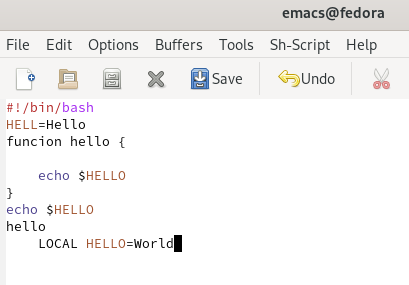 emacs@fedora
File Edit Options Buffers Tools Sh-Script Help
Save Undo
#!/bin/bash
HELL=Hello
funcion hello {
    echo $HELLO
}
echo $HELLO
hello
    LOCAL HELLO=World